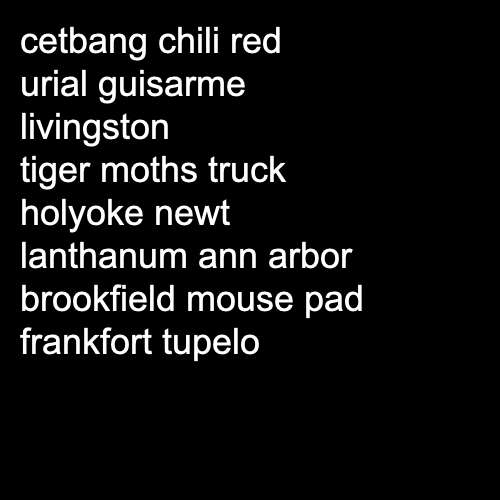 cetbang chili red
urial guisarme
livingston
tiger moths truck
holyoke newt
lanthanum ann arbor
brookfield mouse pad
frankfort tupelo